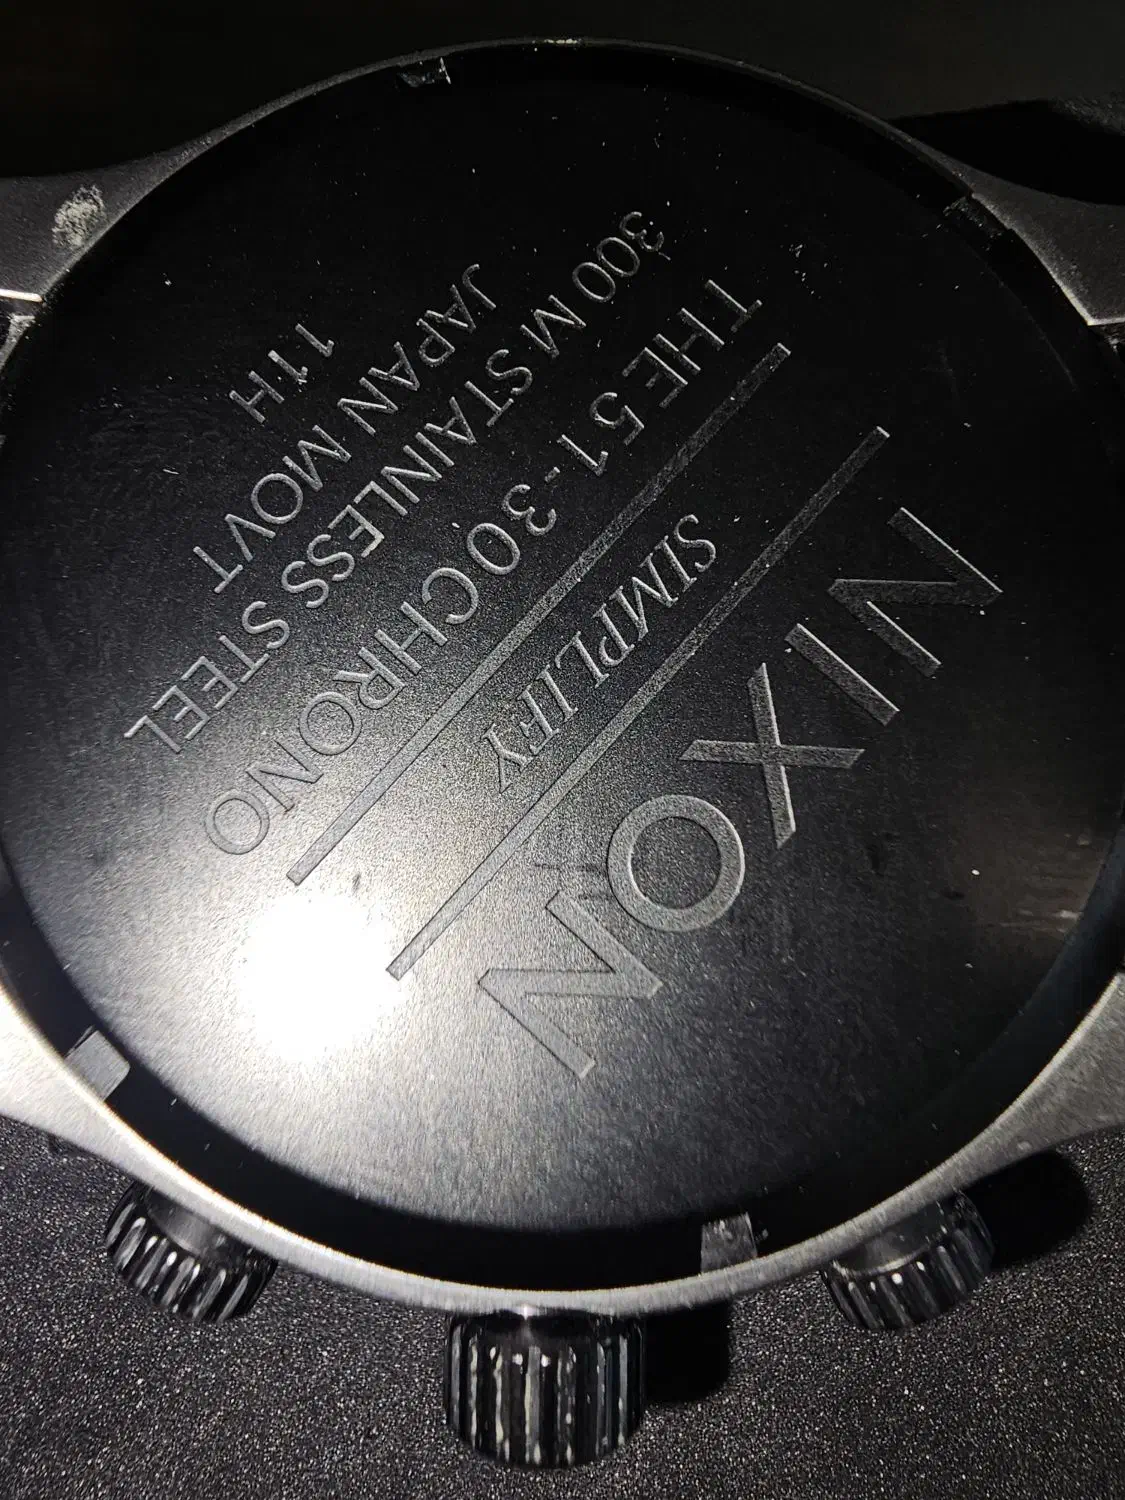 NIXON
SIMPLIFY
THE 51-30 CHRONO
300 M STAINLESS STEEL
JAPAN MOVT
11H